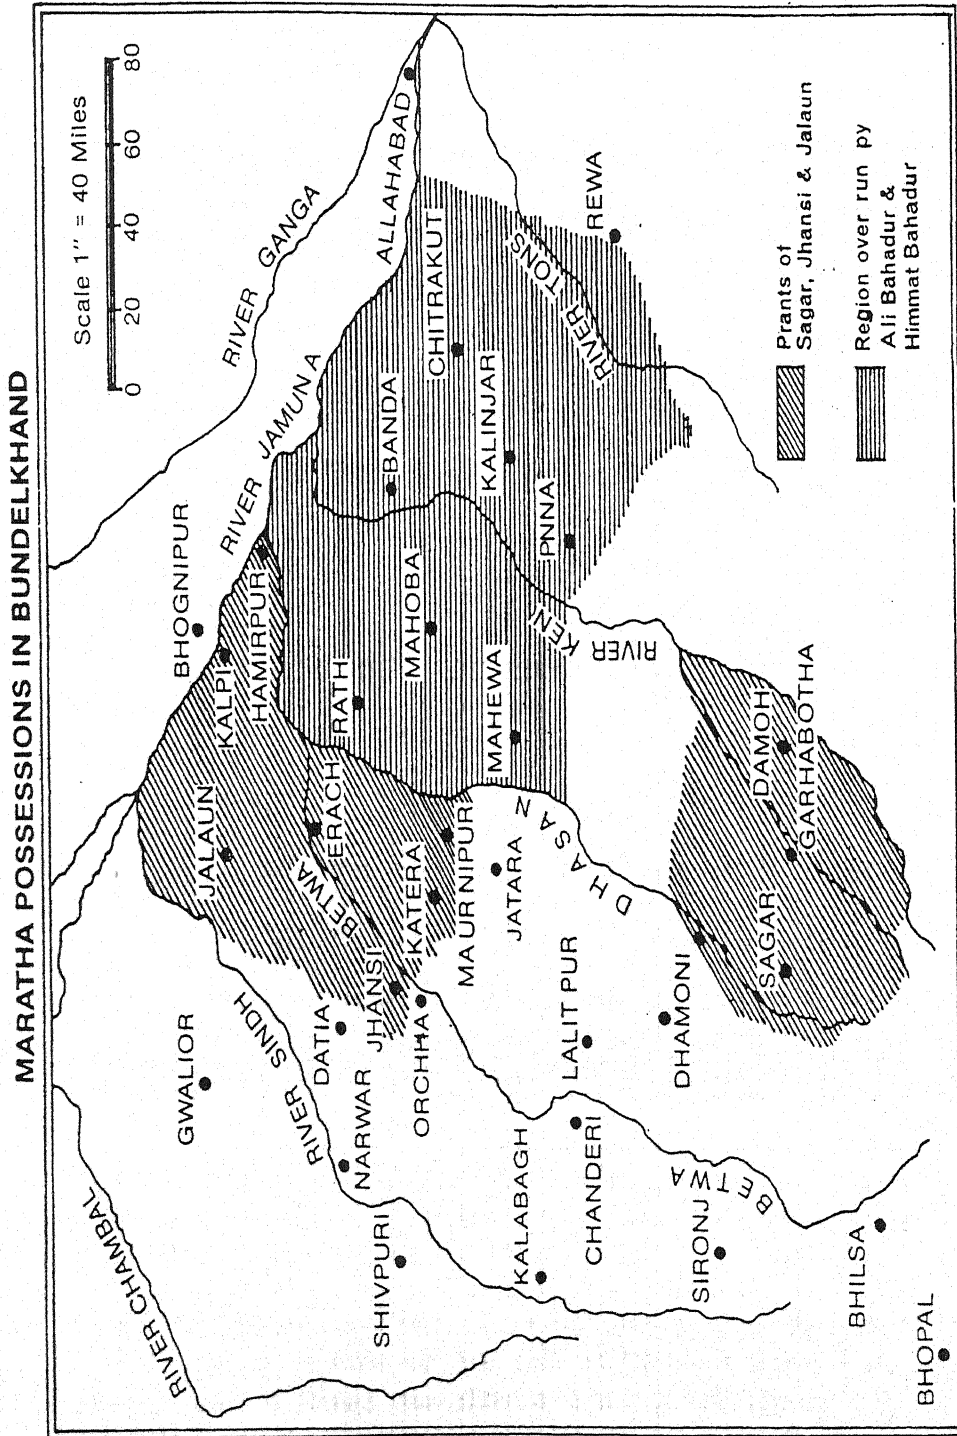 MARATHA POSSESSIONS IN BUNDELKHAND
Scale 1" = 40 Miles
0 20 40 60 80
RIVER CHAMBAL
GWALIOR
RIVER SINDH
DATIA
NARWAR
SHIVPURI
JHANSI
ORCHHA
KALABAGH
CHANDERI
LALIT PUR
SIRONJ
BETWA
BHILSA
BHOPAL
DHAMONI
SAGAR
DAMOH
GARHABOTHA
JALAUN
BETWA
ERACH
KATERA
MAURNIPUR
JATARA
DHASAN
BHOGNIPUR
KALPI
HAMIRPUR
RATH
MAHOBA
MAHEWA
RIVER KEN
PNNA
RIVER JAMUNA
RIVER GANGA
BANDA
KALINJAR
CHITRAKUT
ALLAHABAD
RIVER TONS
REWA
Prants of
Sagar, Jhansi & Jalaun
Region over run py
Ali Bahadur &
Himmat Bahadur